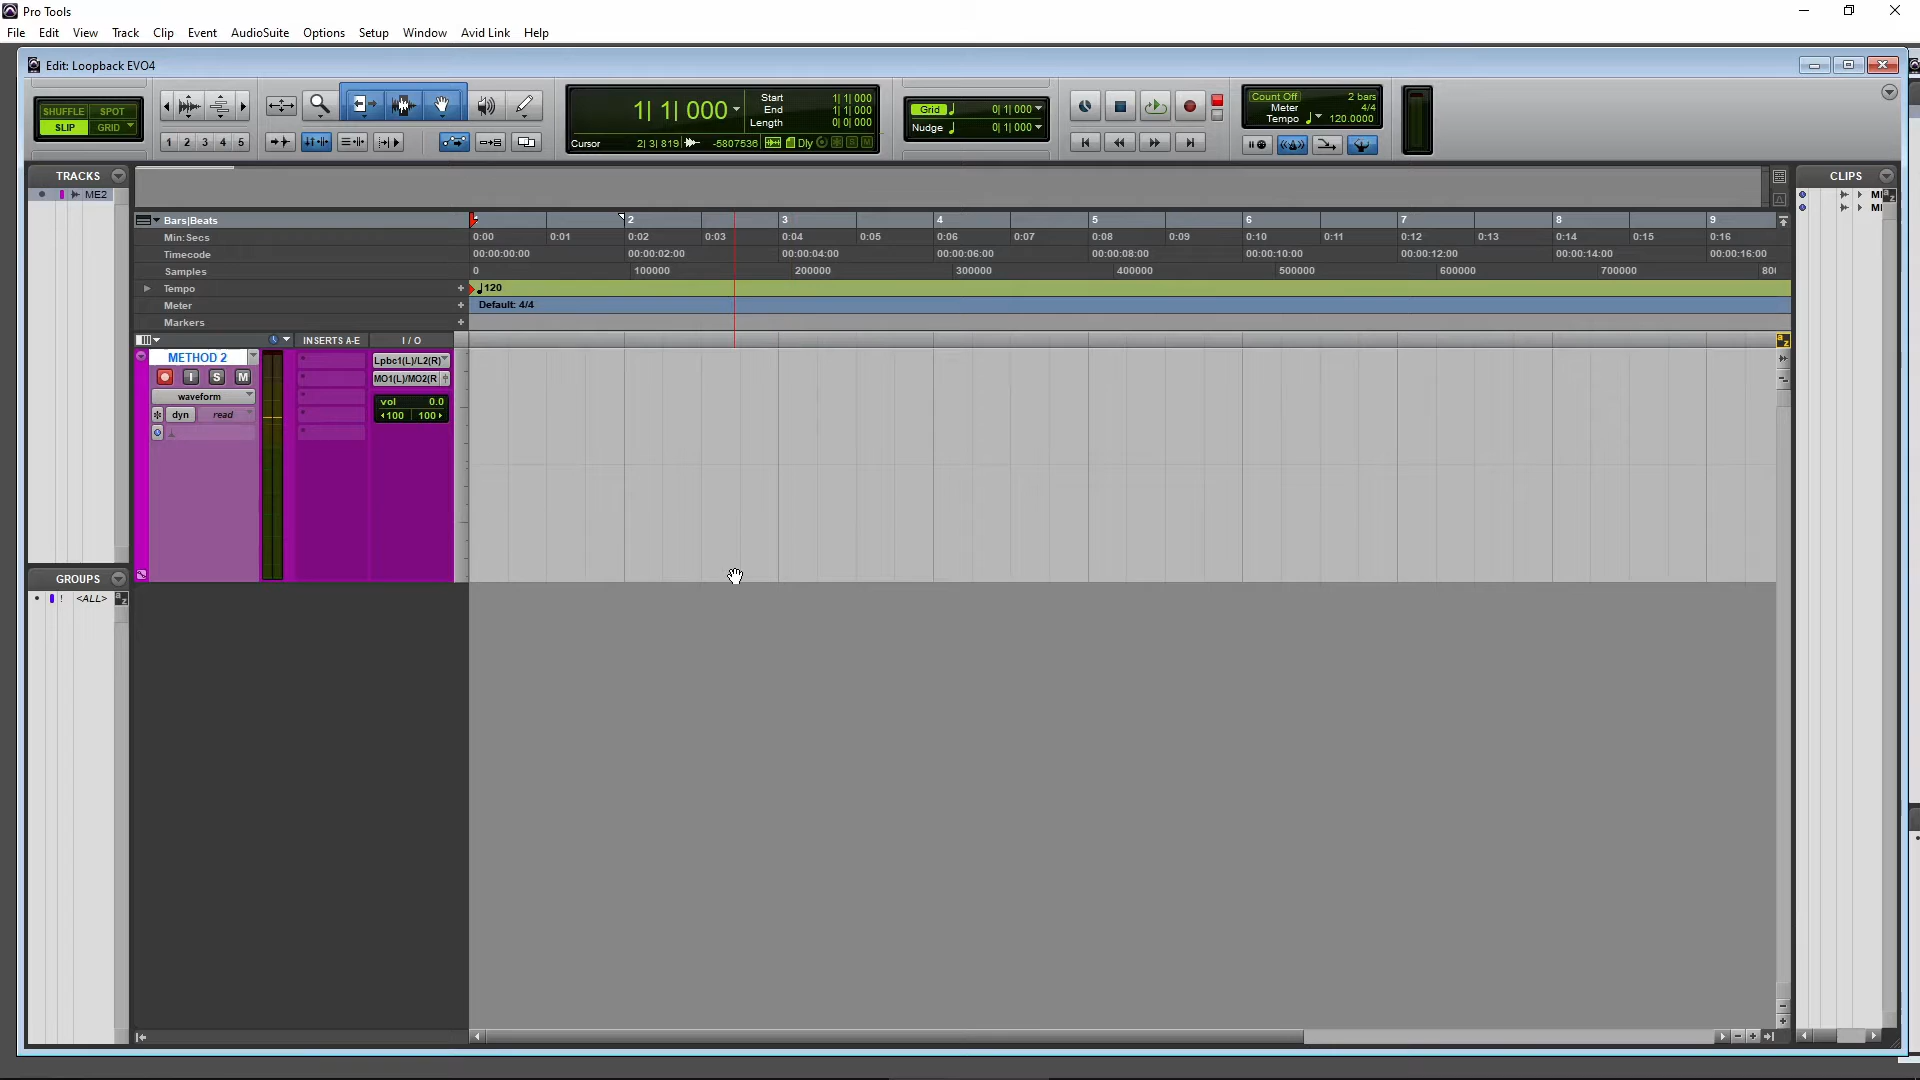 Pro Tools
File Edit View Track Clip Event AudioSuite Options Setup Window Avid Link Help
Edit: Loopback EVO4
SHUFFLE SPOT
SLIP GRID
1 2 3 4 5
1| 1| 000
Start 1| 1| 000
End 1| 1| 000
Length 0| 0| 000
Cursor 2| 3| 819 -5807536 Dly
Grid 0| 1| 000
Nudge 0| 1| 000
Count Off 2 bars
Meter 4/4
Tempo 120.0000
TRACKS
ME2
CLIPS
Bars|Beats 2 3 4 5 6 7 8 9
Min:Secs 0:00 0:01 0:02 0:03 0:04 0:05 0:06 0:07 0:08 0:09 0:10 0:11 0:12 0:13 0:14 0:15 0:16
Timecode 00:00:00:00 00:00:02:00 00:00:04:00 00:00:06:00 00:00:08:00 00:00:10:00 00:00:12:00 00:00:14:00 00:00:16:00
Samples 0 100000 200000 300000 400000 500000 600000 700000
Tempo 120
Meter Default: 4/4
Markers
INSERTS A-E I / O
METHOD 2
Lpbc1(L)/L2(R)
I S M
MO1(L)/MO2(R
waveform
vol 0.0
dyn read
100 100
GROUPS
! <ALL>